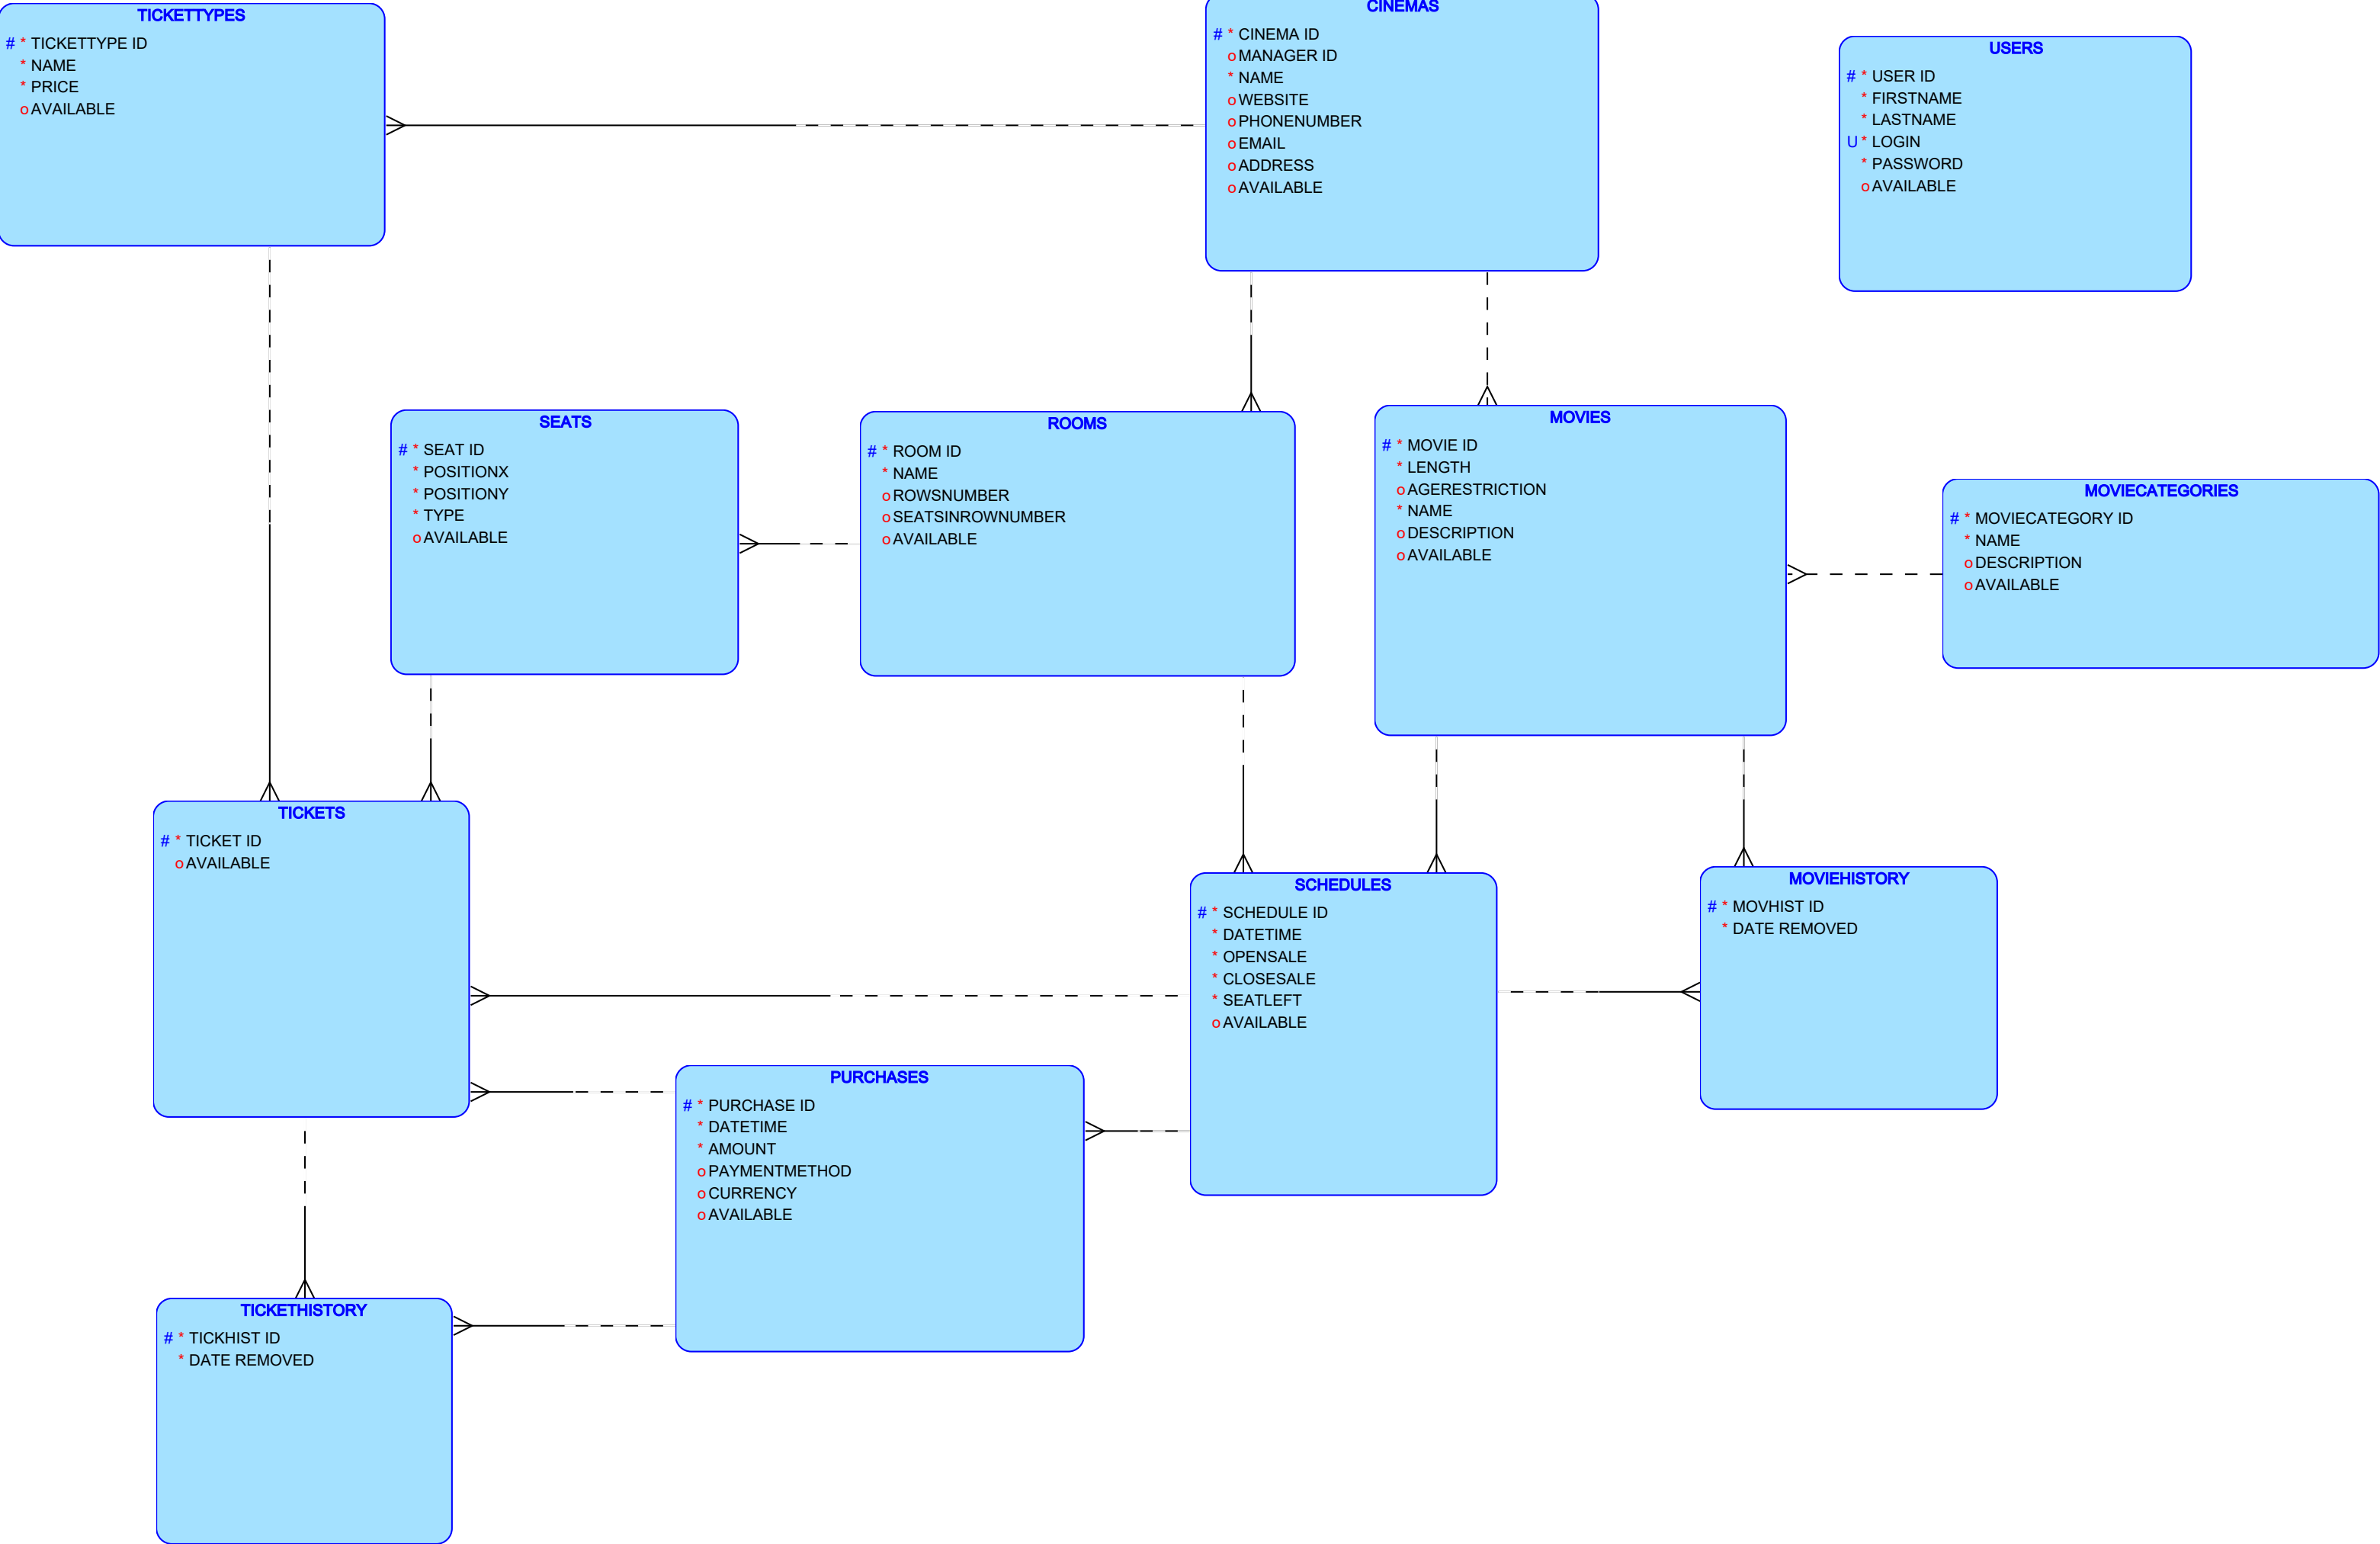 TICKETTYPES
# * TICKETTYPE ID
* NAME
* PRICE
o AVAILABLE
CINEMAS
# * CINEMA ID
o MANAGER ID
* NAME
o WEBSITE
o PHONENUMBER
o EMAIL
o ADDRESS
o AVAILABLE
USERS
# * USER ID
* FIRSTNAME
* LASTNAME
U * LOGIN
* PASSWORD
o AVAILABLE
SEATS
# * SEAT ID
* POSITIONX
* POSITIONY
* TYPE
o AVAILABLE
ROOMS
# * ROOM ID
* NAME
o ROWSNUMBER
o SEATSINROWNUMBER
o AVAILABLE
MOVIES
# * MOVIE ID
* LENGTH
o AGERESTRICTION
* NAME
o DESCRIPTION
o AVAILABLE
MOVIECATEGORIES
# * MOVIECATEGORY ID
* NAME
o DESCRIPTION
o AVAILABLE
TICKETS
# * TICKET ID
o AVAILABLE
SCHEDULES
# * SCHEDULE ID
* DATETIME
* OPENSALE
* CLOSESALE
* SEATLEFT
o AVAILABLE
MOVIEHISTORY
# * MOVHIST ID
* DATE REMOVED
PURCHASES
# * PURCHASE ID
* DATETIME
* AMOUNT
o PAYMENTMETHOD
o CURRENCY
o AVAILABLE
TICKETHISTORY
# * TICKHIST ID
* DATE REMOVED